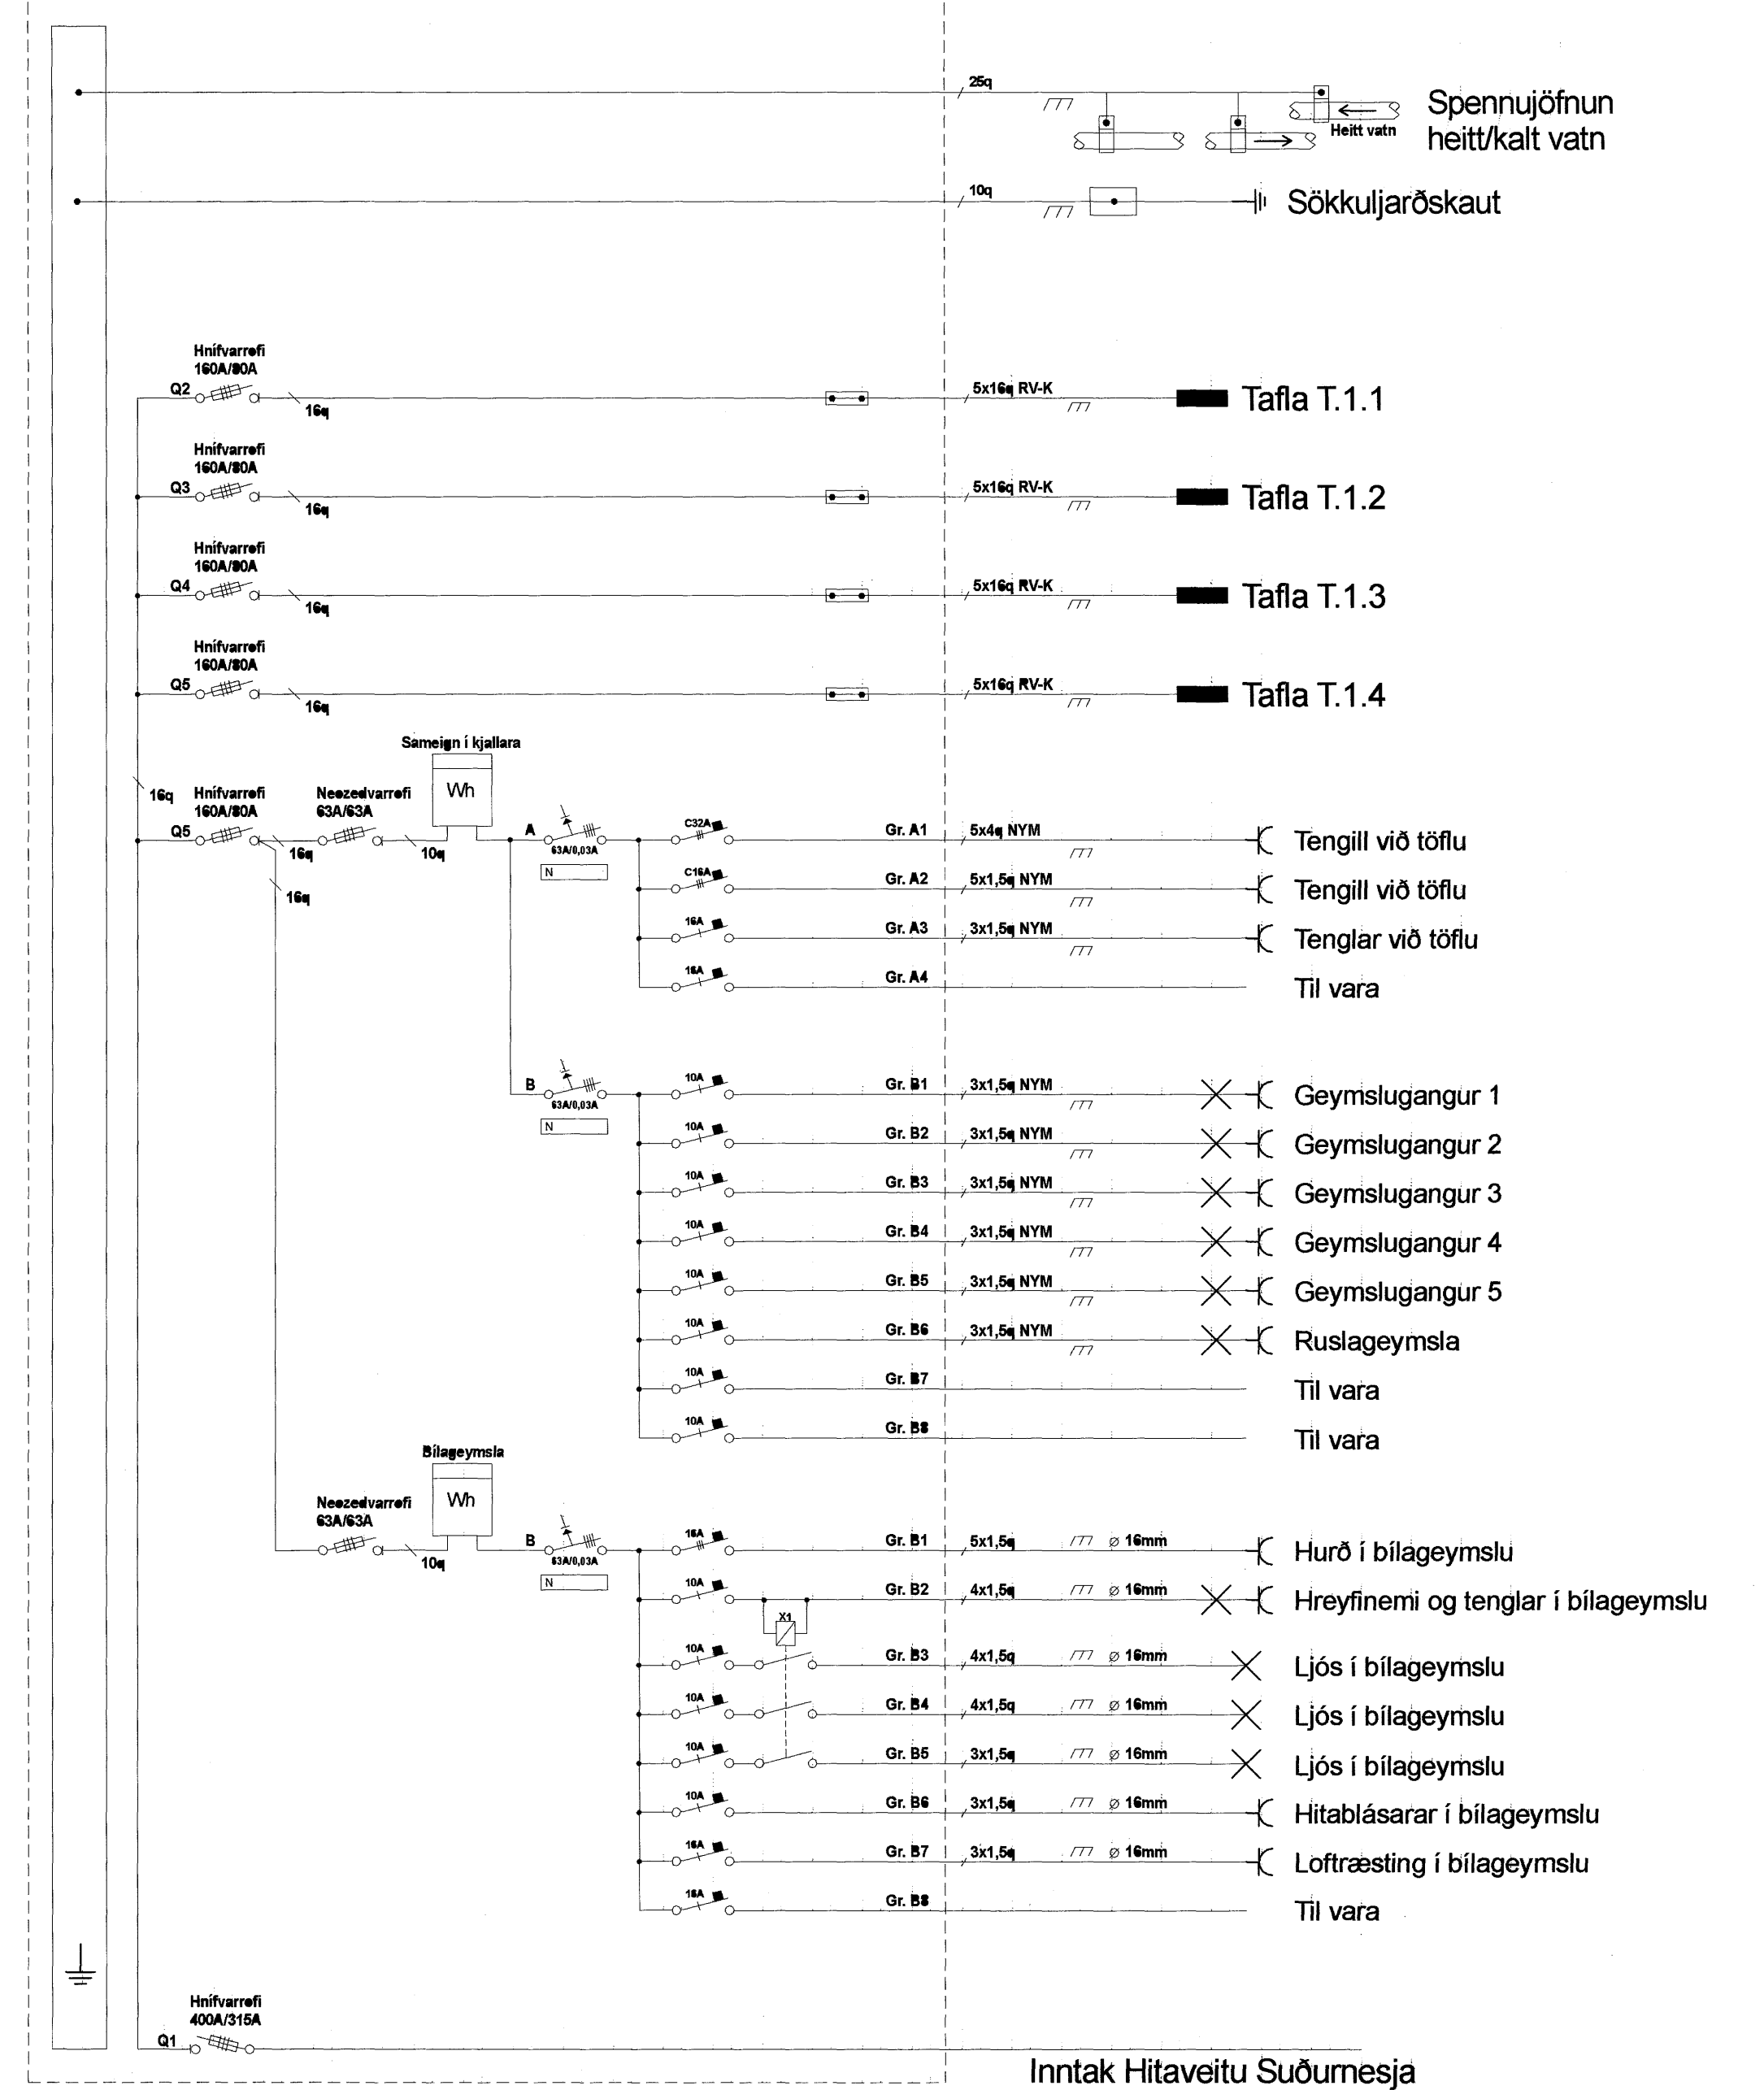 25q
Heitt vatn
Spennujöfnun
heitt/kalt vatn
10q
Sökkuljarðskaut
Hnífvarrofi
160A/80A
Q2
16q
5x16q RV-K
Tafla T.1.1
Hnífvarrofi
160A/80A
Q3
16q
5x16q RV-K
Tafla T.1.2
Hnífvarrofi
160A/80A
Q4
16q
5x16q RV-K
Tafla T.1.3
Hnífvarrofi
160A/80A
Q5
16q
5x16q RV-K
Tafla T.1.4
Sameign í kjallara
Wh
16q
Hnífvarrofi
160A/80A
Q5
16q
16q
Neozedvarrofi
63A/63A
10q
A
63A/0,03A
N
C32A
Gr. A1
5x4q NYM
Tengill við töflu
C16A
Gr. A2
5x1,5q NYM
Tengill við töflu
16A
Gr. A3
3x1,5q NYM
Tenglar við töflu
16A
Gr. A4
Til vara
B
63A/0,03A
N
10A
Gr. B1
3x1,5q NYM
Geymslugangur 1
10A
Gr. B2
3x1,5q NYM
Geymslugangur 2
10A
Gr. B3
3x1,5q NYM
Geymslugangur 3
10A
Gr. B4
3x1,5q NYM
Geymslugangur 4
10A
Gr. B5
3x1,5q NYM
Geymslugangur 5
10A
Gr. B6
3x1,5q NYM
Ruslageymsla
10A
Gr. B7
Til vara
10A
Gr. B8
Til vara
Bílageymsla
Wh
Neozedvarrofi
63A/63A
10q
B
63A/0,03A
N
16A
Gr. B1
5x1,5q
ø 16mm
Hurð í bílageymslu
10A
Gr. B2
4x1,5q
ø 16mm
Hreyfinemi og tenglar í bílageymslu
X1
10A
Gr. B3
4x1,5q
ø 16mm
Ljós í bílageymslu
10A
Gr. B4
4x1,5q
ø 16mm
Ljós í bílageymslu
10A
Gr. B5
3x1,5q
ø 16mm
Ljós í bílageymslu
10A
Gr. B6
3x1,5q
ø 16mm
Hitablásarar í bílageymslu
16A
Gr. B7
3x1,5q
ø 16mm
Loftræsting í bílageymslu
16A
Gr. B8
Til vara
Hnífvarrofi
400A/315A
Q1
Inntak Hitaveitu Suðurnesja